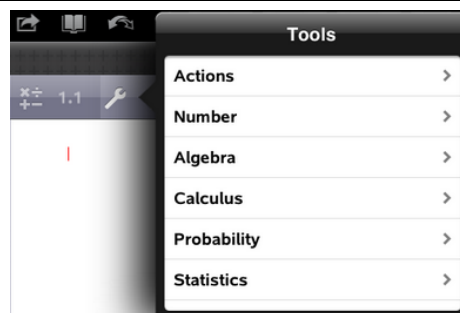 Tools
1.1
Actions
Number
Algebra
Calculus
Probability
Statistics